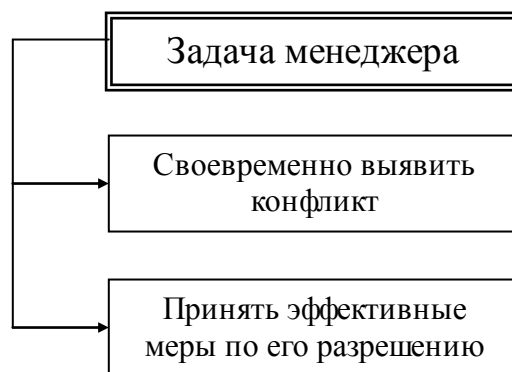 Задача менеджера
Своевременно выявить
конфликт
Принять эффективные
меры по его разрешению